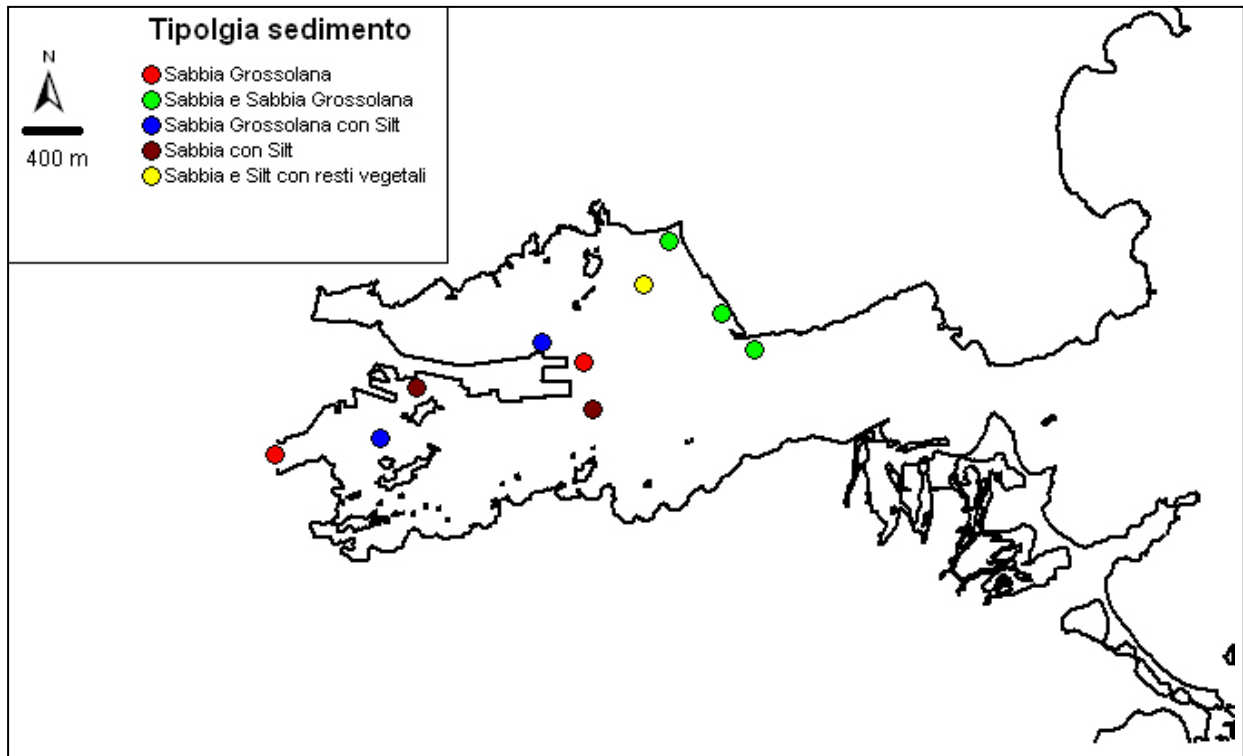 Tipolgia sedimento
N
400 m
Sabbia Grossolana
Sabbia e Sabbia Grossolana
Sabbia Grossolana con Silt
Sabbia con Silt
Sabbia e Silt con resti vegetali